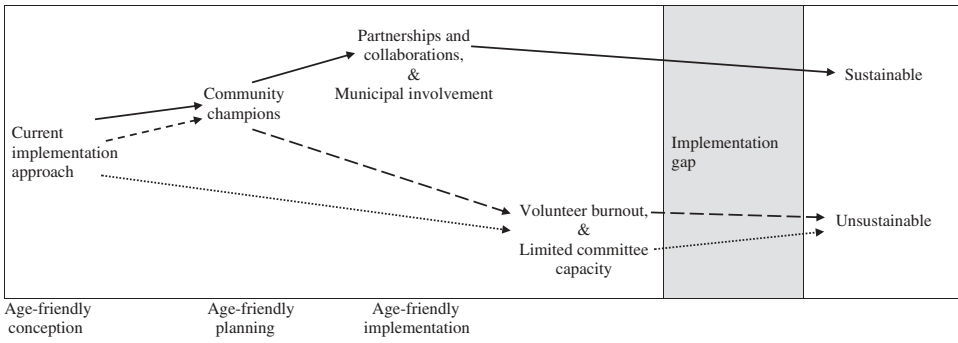 Partnerships and
collaborations,
&
Municipal involvement
Sustainable
Community
champions
Current
implementation
approach
Implementation
gap
Volunteer burnout,
&
Limited committee
capacity
Unsustainable
Age-friendly
conception
Age-friendly
planning
Age-friendly
implementation